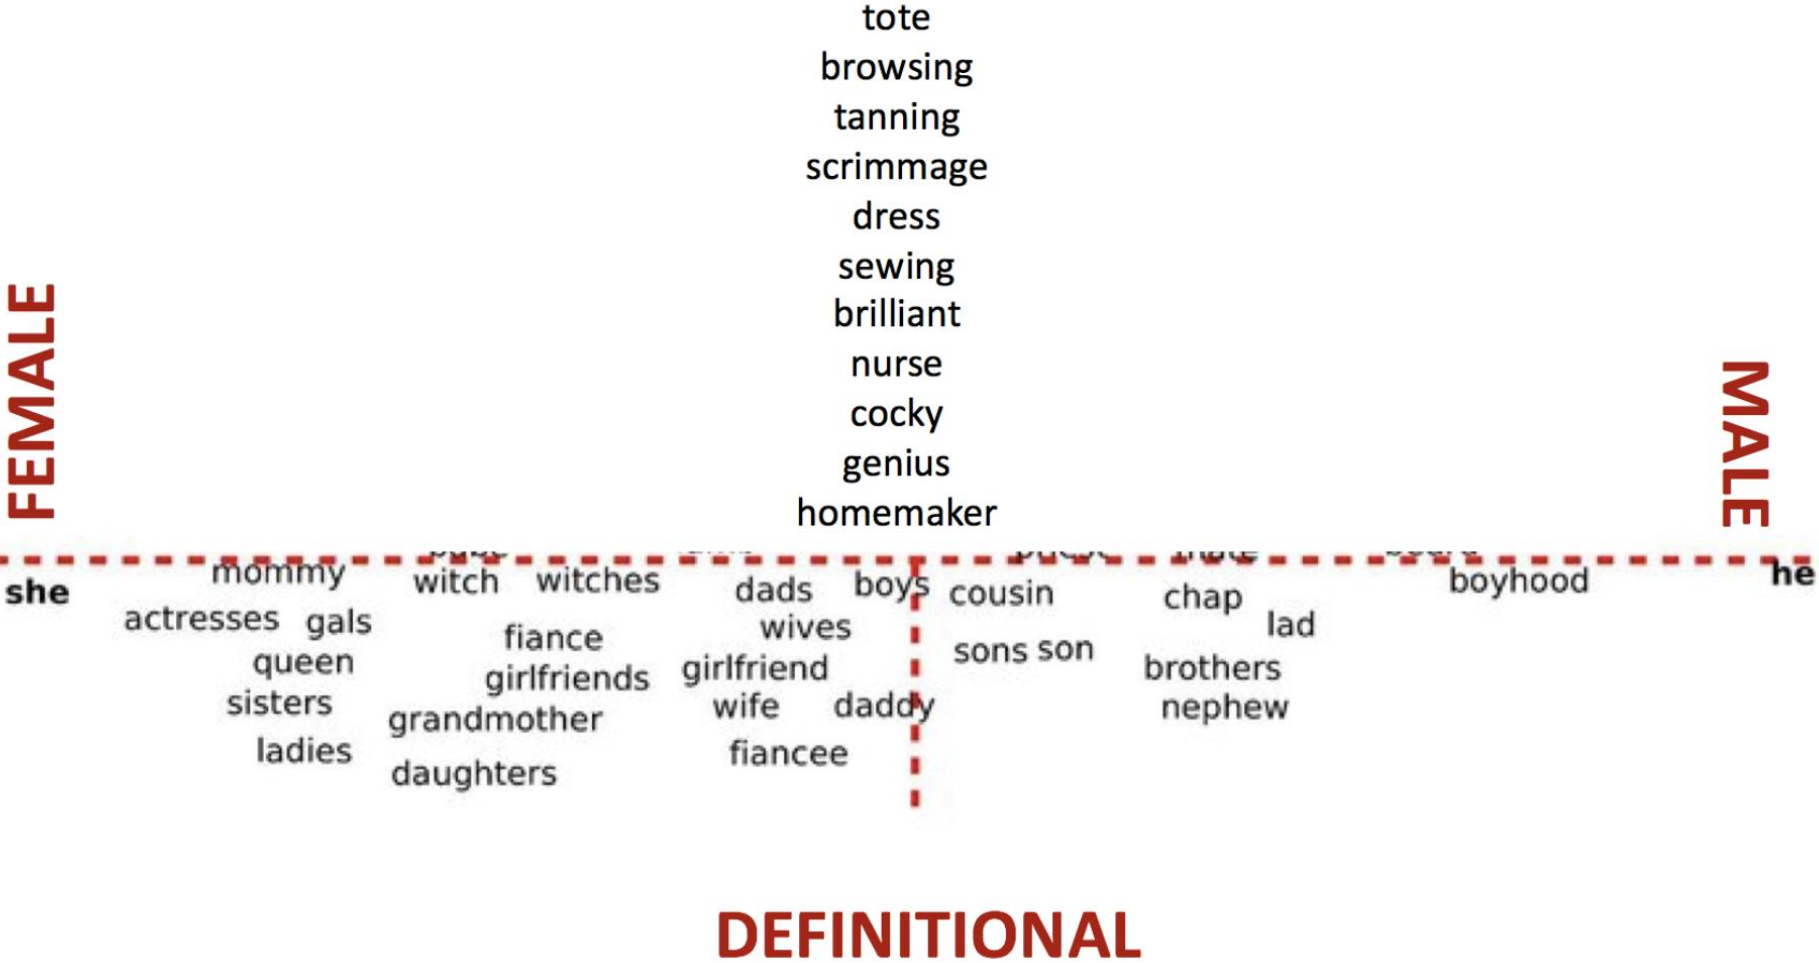 tote
browsing
tanning
scrimmage
dress
sewing
brilliant
nurse
cocky
genius
homemaker
FEMALE
MALE
she mommy witch witches dads boys cousin chap boyhood he
actresses gals fiance wives lad
queen girlfriends girlfriend sons son brothers
sisters grandmother wife daddy nephew
ladies daughters fiancee
DEFINITIONAL